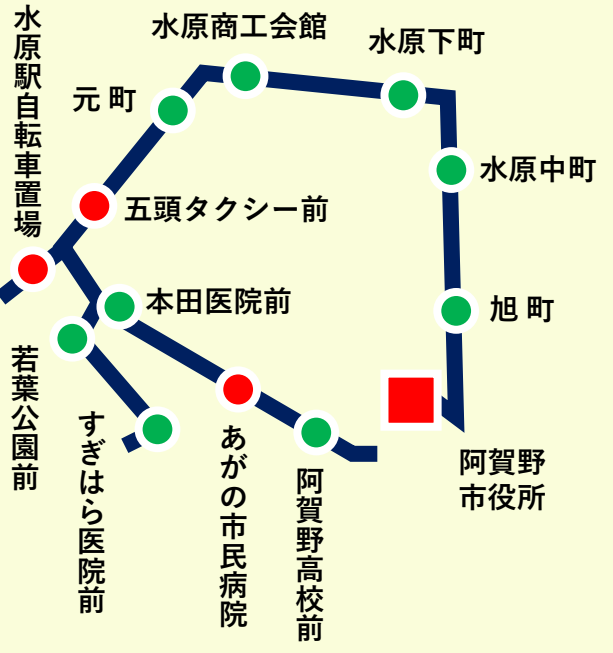 水原商工会館
水原下町
水原駅自転車置場
元町
水原中町
五頭タクシー前
本田医院前
旭町
若葉公園前
すぎはら医院前
あがの市民病院
阿賀野高校前
阿賀野
市役所